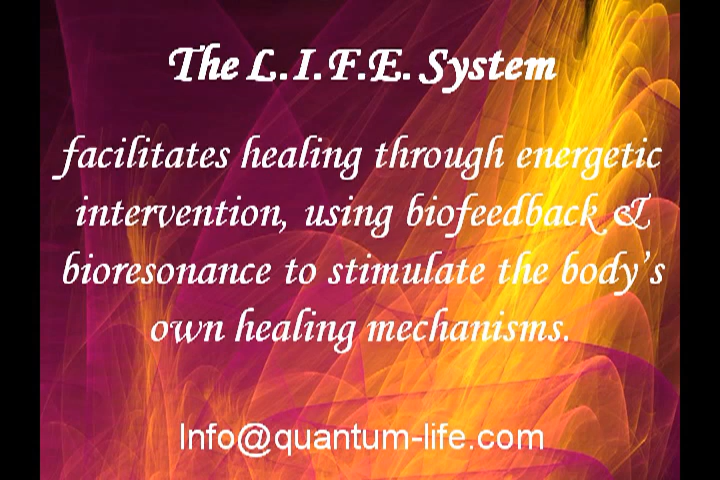 The L.I.F.E. System
facilitates healing through energetic
intervention, using biofeedback &
bioresonance to stimulate the body's
own healing mechanisms.
Info@quantum-life.com